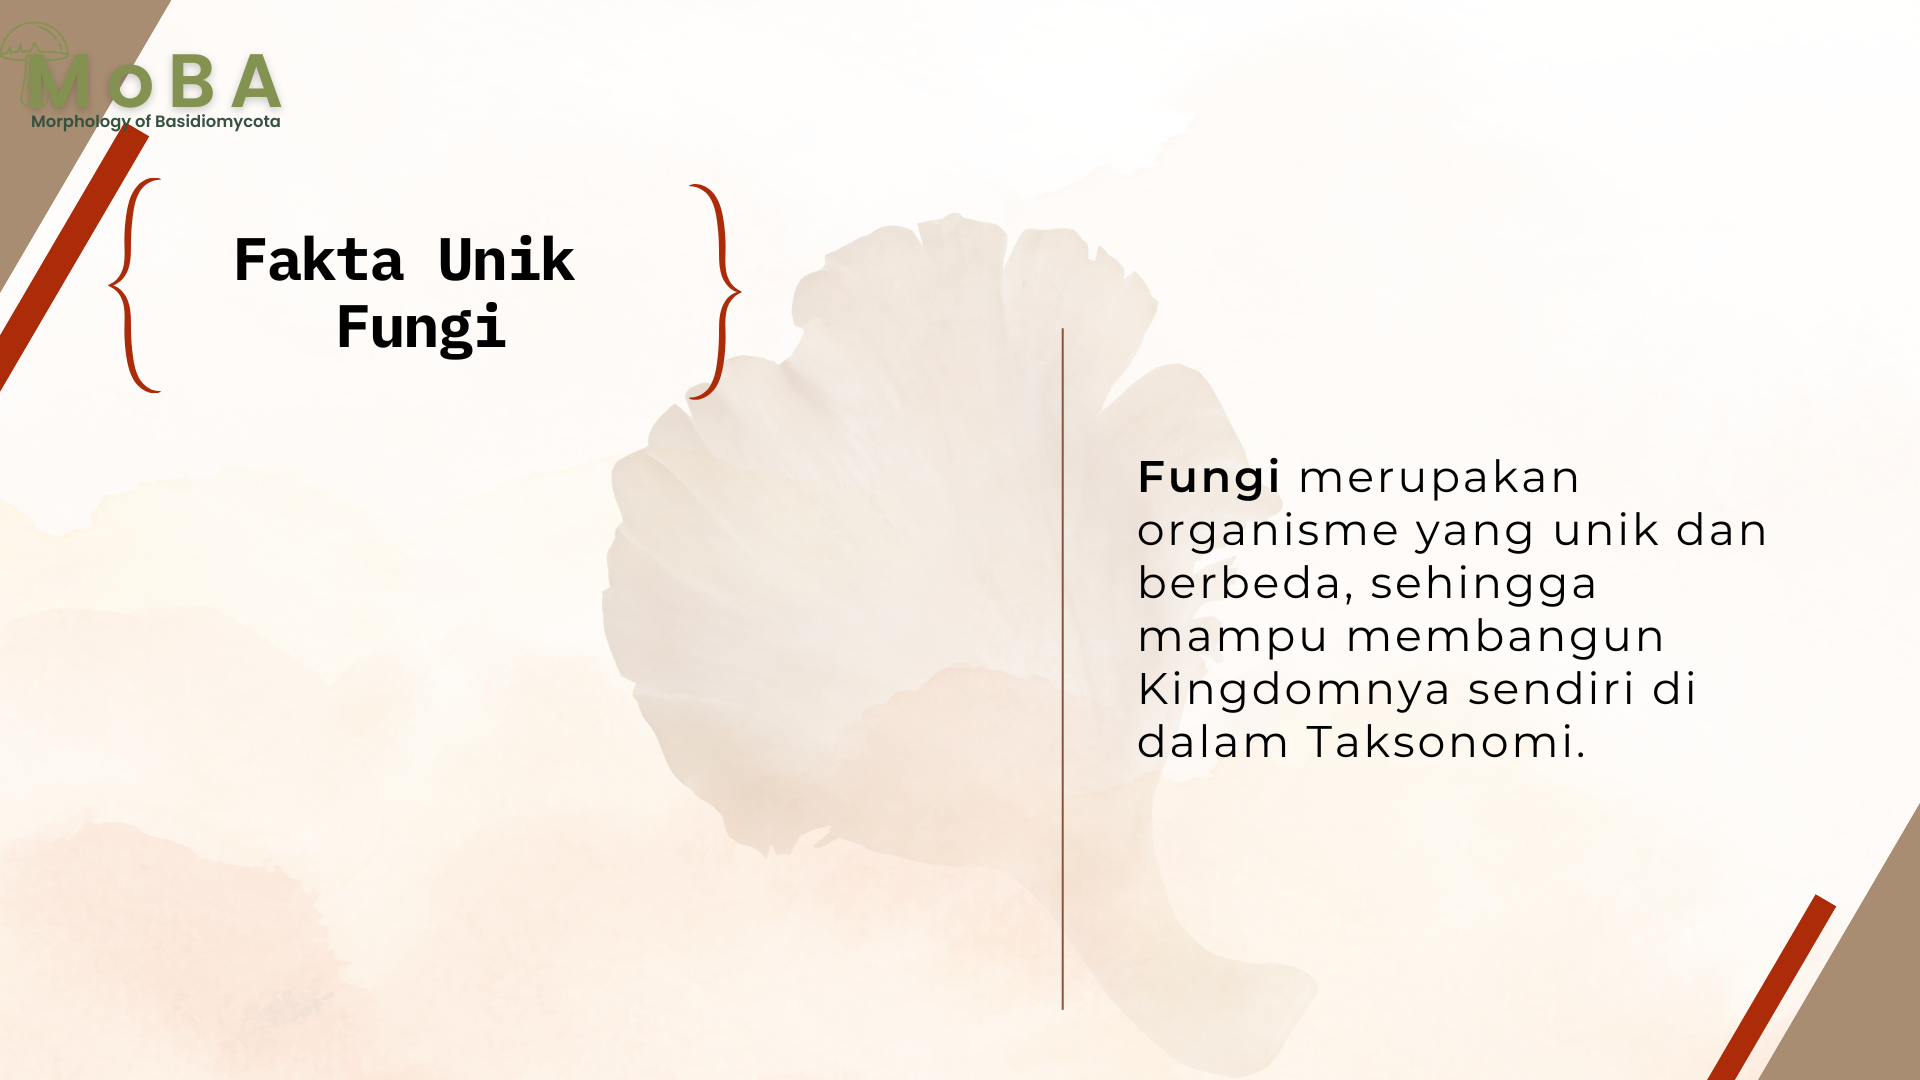 MoBA
Morphology of Basidiomycota
Fakta Unik
Fungi
Fungi merupakan
organisme yang unik dan
berbeda, sehingga
mampu membangun
Kingdomnya sendiri di
dalam Taksonomi.